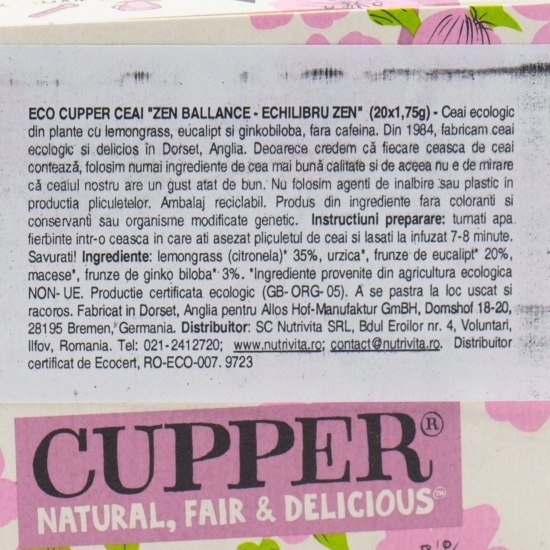 ECO CUPPER CEAI "ZEN BALLANCE - ECHILIBRU ZEN" (20x1,75g) - Ceai ecologic
din plante cu lemongrass, eucalipt si ginkobiloba, fara cafeina. Din 1984, fabricam ceai
ecologic si delicios în Dorset, Anglia. Deoarece credem că fiecare ceasca de ceai
contează, folosim numai ingrediente de cea mai bună calitate si de aceea nu e de mirare
că ceaiul nostru are un gust atat de bun. Nu folosim agenti de inalbire sau plastic in
productia pliculetelor. Ambalaj reciclabil. Produs din ingrediente fara coloranti si
conservanti sau organisme modificate genetic. Instructiuni preparare: turnati apa
fierbinte intr-o ceasca in care ati asezat pliculetul de ceai si lasati la infuzat 7-8 minute.
Savurati! Ingrediente: lemongrass (citronela)* 35%, urzica*, frunze de eucalipt* 20%,
macese*, frunze de ginko biloba* 3%. *Ingrediente provenite din agricultura ecologica
NON- UE. Productie certificata ecologic (GB- ORG- 05). A se pastra la loc uscat si
racoros. Fabricat in Dorset, Anglia pentru Allos Hof-Manufaktur GmBH, Domshof 18-20,
28195 Bremen, Germania. Distribuitor: SC Nutrivita SRL, Bdul Eroilor nr. 4, Voluntari,
Ilfov, Romania. Tel: 021-2412720; www.nutrivita.ro; contact@nutrivita.ro. Distribuitor
certificat de Ecocert, RO-ECO-007. 9723
CUPPER®
NATURAL, FAIR & DELICIOUS™